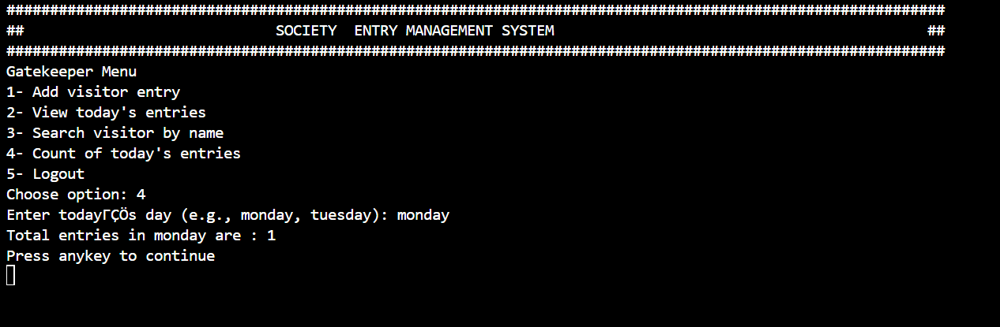 ############################################################################################################
##                             SOCIETY  ENTRY MANAGEMENT SYSTEM                                           ##
############################################################################################################
Gatekeeper Menu
1- Add visitor entry
2- View today's entries
3- Search visitor by name
4- Count of today's entries
5- Logout
Choose option: 4
Enter todayΓÇÖs day (e.g., monday, tuesday): monday
Total entries in monday are : 1
Press anykey to continue